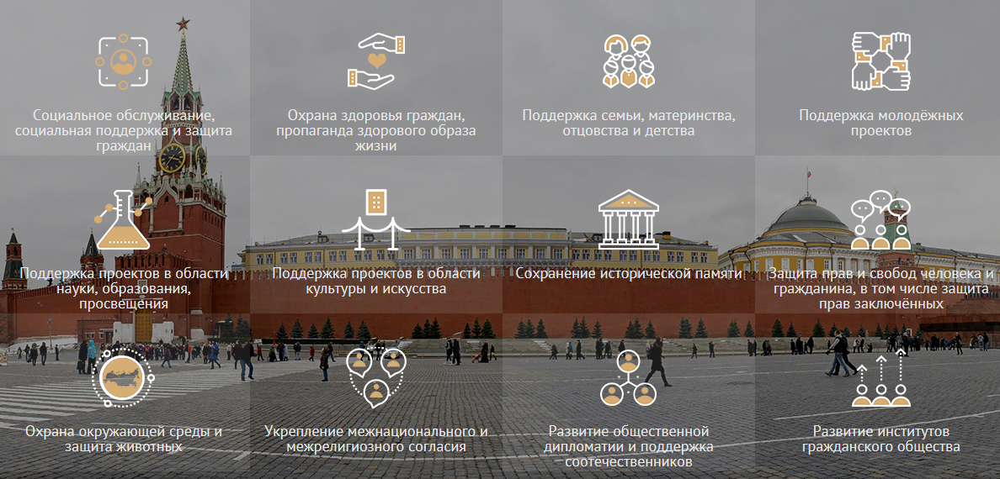 Социальное обслуживание,
социальная поддержка и защита
граждан
Охрана здоровья граждан,
пропаганда здорового образа
жизни
Поддержка семьи, материнства,
отцовства и детства
Поддержка молодёжных
проектов
Поддержка проектов в области
науки, образования,
просвещения
Поддержка проектов в области
культуры и искусства
Сохранение исторической памяти
Защита прав и свобод человека и
гражданина, в том числе защита
прав заключённых
Охрана окружающей среды и
защита животных
Укрепление межнационального и
межрелигиозного согласия
Развитие общественной
дипломатии и поддержка
соотечественников
Развитие институтов
гражданского общества